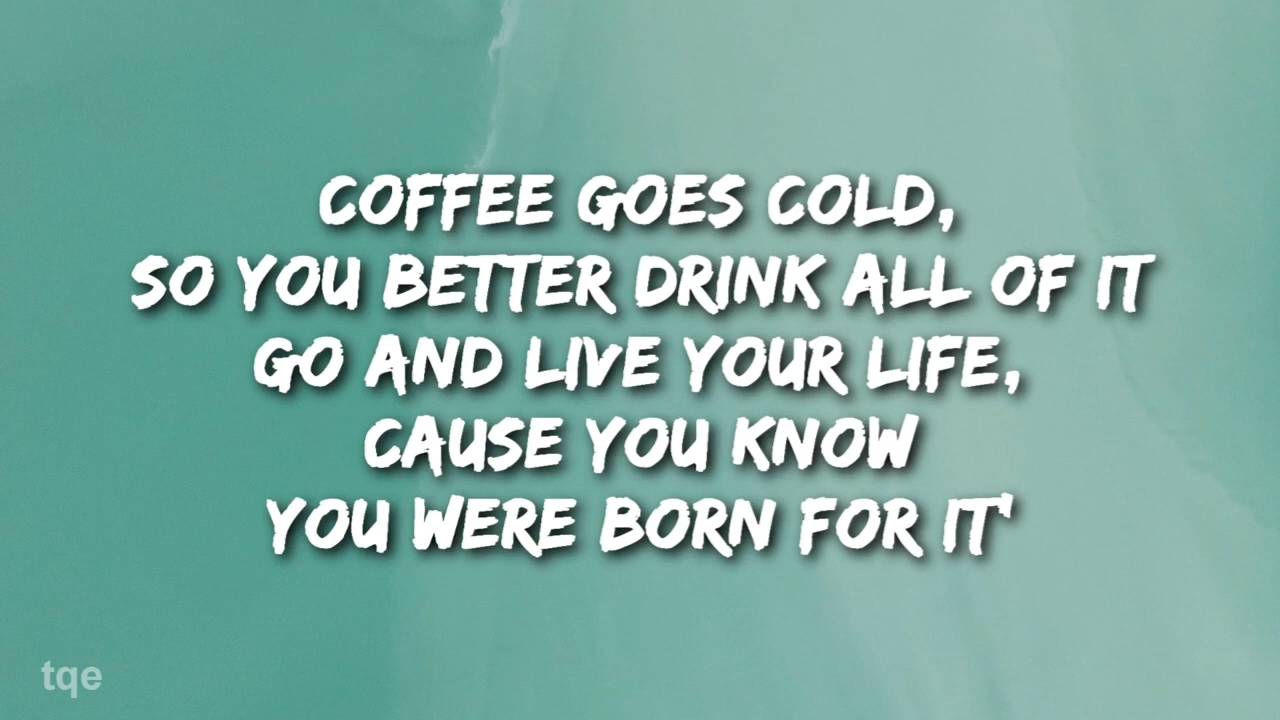 COFFEE GOES COLD,
SO YOU BETTER DRINK ALL OF IT
GO AND LIVE YOUR LIFE,
CAUSE YOU KNOW
YOU WERE BORN FOR IT'
tqe